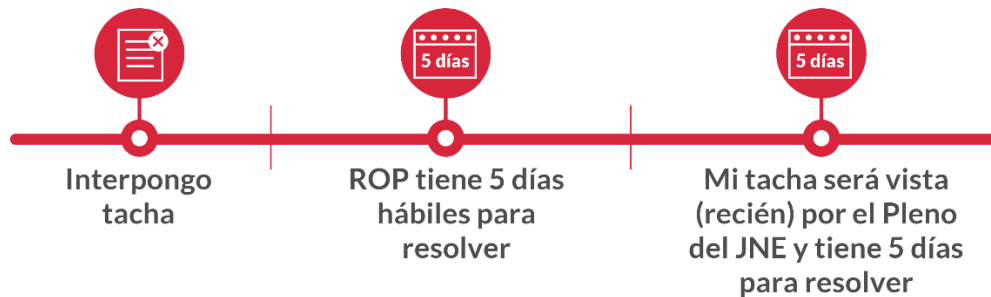 5 días
5 días
Interpongo
tacha
ROP tiene 5 días
hábiles para
resolver
Mi tacha será vista
(recién) por el Pleno
del JNE y tiene 5 días
para resolver